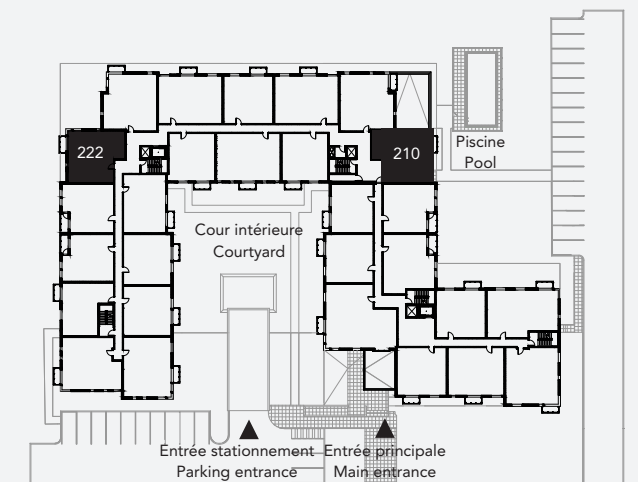 222
210
Piscine
Pool
Cour intérieure
Courtyard
Entrée stationnement
Parking entrance
Entrée principale
Main entrance